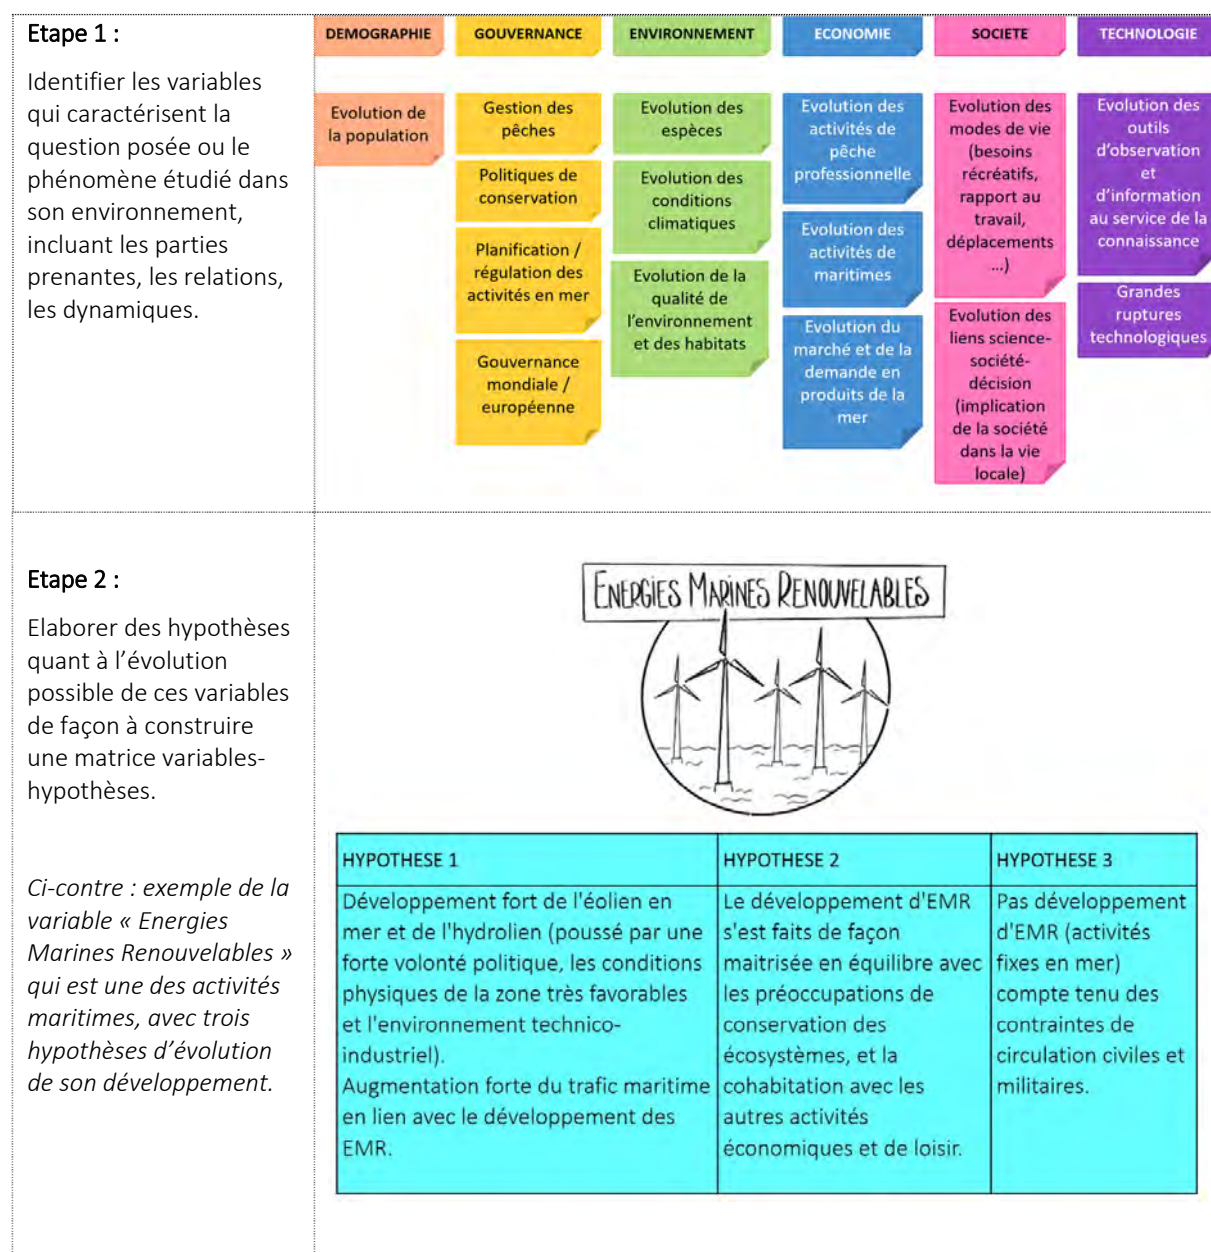 Etape 1 :
Identifier les variables
qui caractérisent la
question posée ou le
phénomène étudié dans
son environnement,
incluant les parties
prenantes, les relations,
les dynamiques.
DEMOGRAPHIE
GOUVERNANCE
ENVIRONNEMENT
ECONOMIE
SOCIETE
TECHNOLOGIE
Evolution de
la population
Gestion des
pêches
Politiques de
conservation
Planification /
régulation des
activités en mer
Gouvernance
mondiale /
européenne
Evolution des
espèces
Evolution des
conditions
climatiques
Evolution de la
qualité de
l'environnement
et des habitats
Evolution des
activités de
pêche
professionnelle
Evolution des
activités de
maritimes
Evolution du
marché et de la
demande en
produits de la
mer
Evolution des
modes de vie
(besoins
récréatifs,
rapport au
travail,
déplacements
...)
Evolution des
liens science-
société-
décision
(implication
de la société
dans la vie
locale)
Evolution des
outils
d'observation
et
d'information
au service de la
connaissance
Grandes
ruptures
technologiques
Etape 2 :
Elaborer des hypothèses
quant à l'évolution
possible de ces variables
de façon à construire
une matrice variables-
hypothèses.
Ci-contre : exemple de la
variable « Energies
Marines Renouvelables »
qui est une des activités
maritimes, avec trois
hypothèses d'évolution
de son développement.
ENERGIES MARINES RENOUVELABLES
HYPOTHESE 1
Développement fort de l'éolien en
mer et de l'hydrolien (poussé par une
forte volonté politique, les conditions
physiques de la zone très favorables
et l'environnement technico-
industriel).
Augmentation forte du trafic maritime
en lien avec le développement des
EMR.
HYPOTHESE 2
Le développement d'EMR
s'est faits de façon
maitrisée en équilibre avec
les préoccupations de
conservation des
écosystèmes, et la
cohabitation avec les
autres activités
économiques et de loisir.
HYPOTHESE 3
Pas développement
d'EMR (activités
fixes en mer)
compte tenu des
contraintes de
circulation civiles et
militaires.